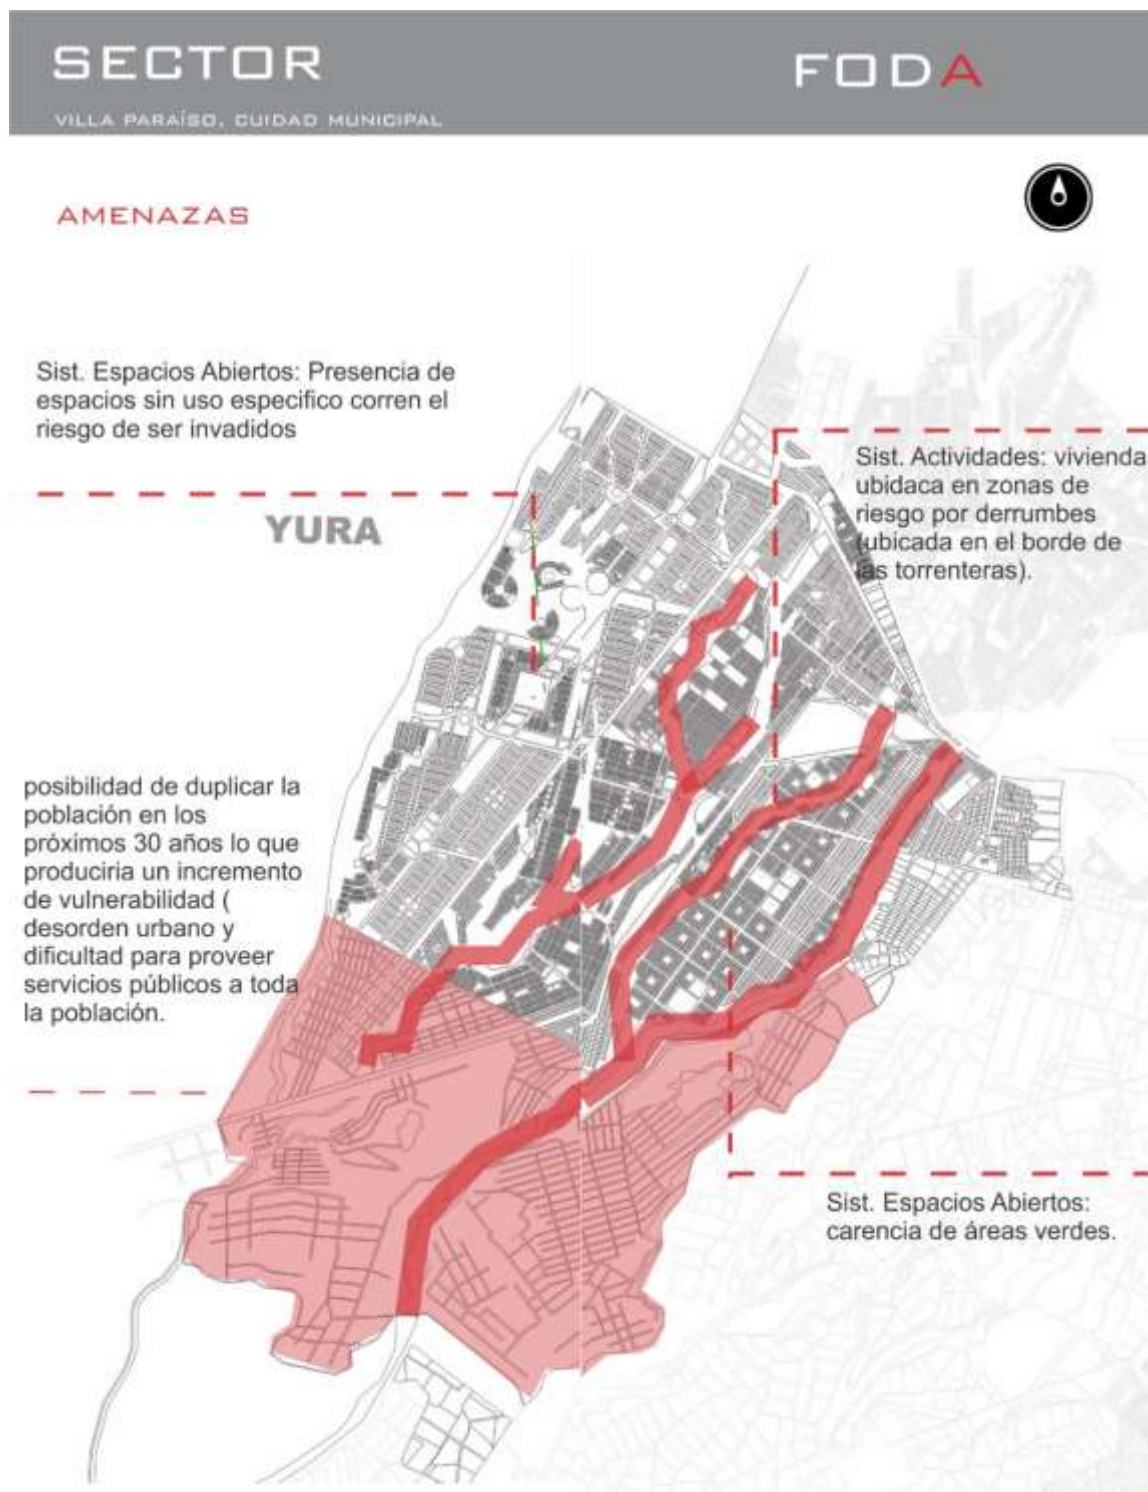 SECTOR
FODA
VILLA PARAÍSO, CUIDAD MUNICIPAL
AMENAZAS
Sist. Espacios Abiertos: Presencia de
espacios sin uso especifico corren el
riesgo de ser invadidos
Sist. Actividades: vivienda
ubidaca en zonas de
riesgo por derrumbes
(ubicada en el borde de
las torrenteras).
YURA
posibilidad de duplicar la
población en los
próximos 30 años lo que
produciria un incremento
de vulnerabilidad (
desorden urbano y
dificultad para proveer
servicios públicos a toda
la población.
Sist. Espacios Abiertos:
carencia de áreas verdes.